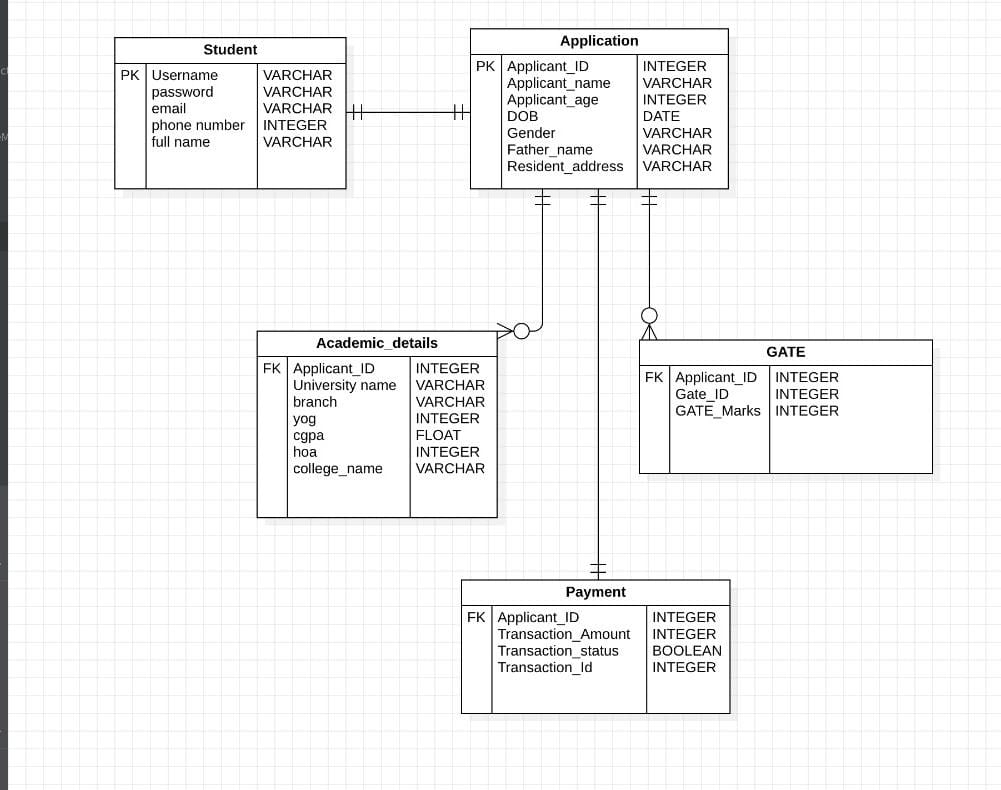 Student
PK Username VARCHAR
password VARCHAR
email VARCHAR
phone number INTEGER
full name VARCHAR
Application
PK Applicant_ID INTEGER
Applicant_name VARCHAR
Applicant_age INTEGER
DOB DATE
Gender VARCHAR
Father_name VARCHAR
Resident_address VARCHAR
Academic_details
FK Applicant_ID INTEGER
University name VARCHAR
branch VARCHAR
yog INTEGER
cgpa FLOAT
hoa INTEGER
college_name VARCHAR
GATE
FK Applicant_ID INTEGER
Gate_ID INTEGER
GATE_Marks INTEGER
Payment
FK Applicant_ID INTEGER
Transaction_Amount INTEGER
Transaction_status BOOLEAN
Transaction_Id INTEGER